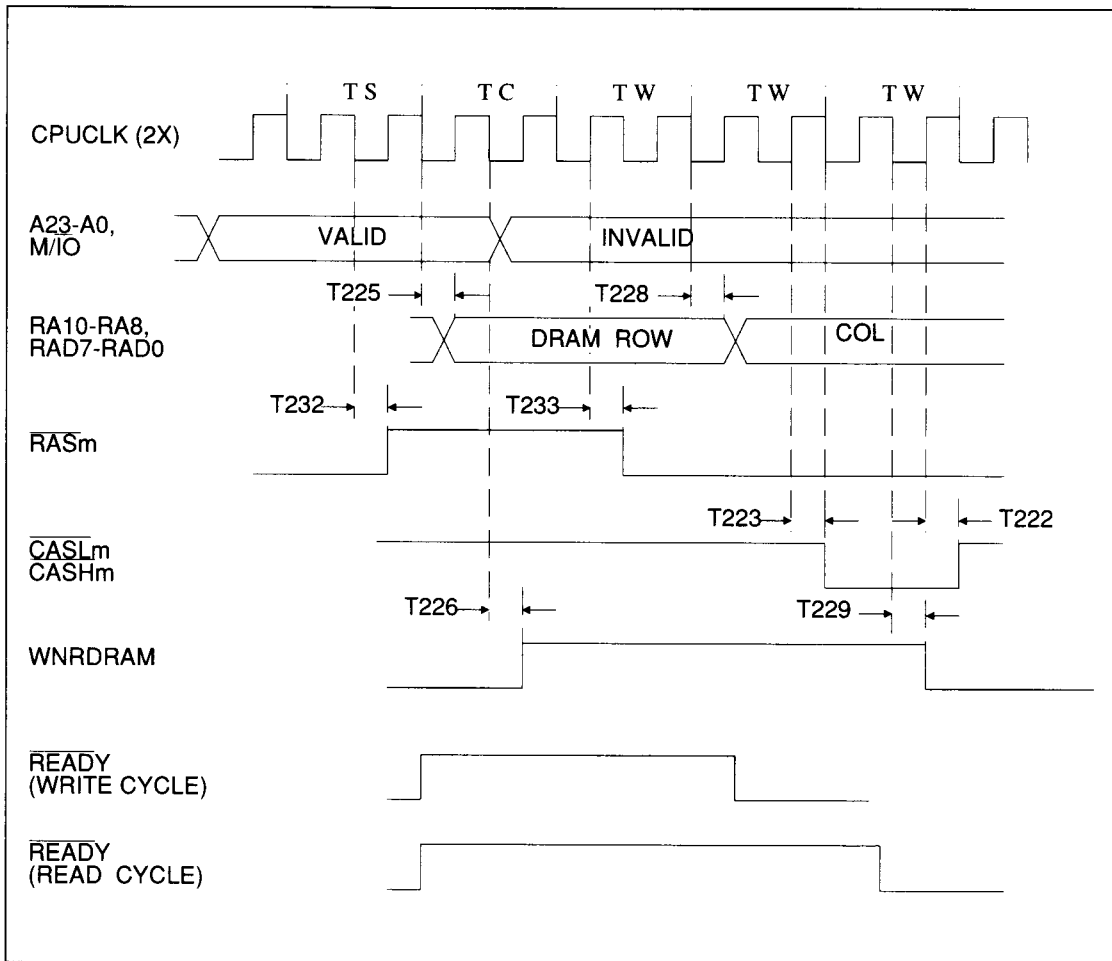 T S T C T W T W T W
CPUCLK (2X)
A23-A0,
M/IO
VALID INVALID
T225 T228
RA10-RA8,
RAD7-RAD0
DRAM ROW COL
T232 T233
RASm
T223 T222
CASLm
CASHm
T226 T229
WNRDRAM
READY
(WRITE CYCLE)
READY
(READ CYCLE)